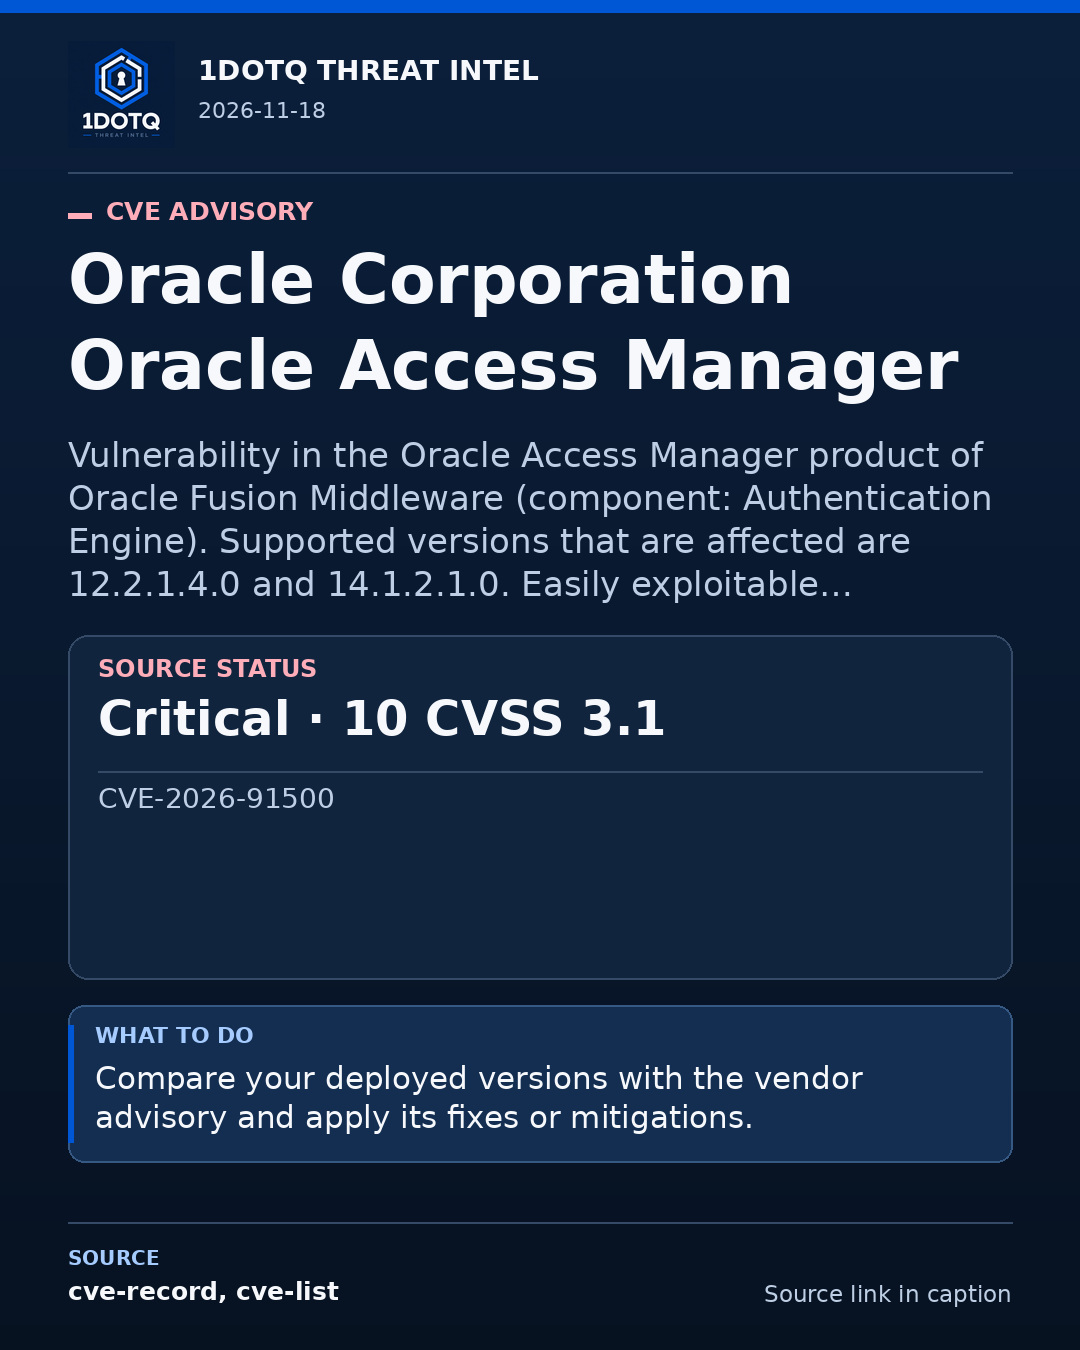 1DOTQ
THREAT INTEL
1DOTQ THREAT INTEL
2026-11-18
CVE ADVISORY
Oracle Corporation
Oracle Access Manager
Vulnerability in the Oracle Access Manager product of
Oracle Fusion Middleware (component: Authentication
Engine). Supported versions that are affected are
12.2.1.4.0 and 14.1.2.1.0. Easily exploitable…
SOURCE STATUS
Critical · 10 CVSS 3.1
CVE-2026-91500
WHAT TO DO
Compare your deployed versions with the vendor
advisory and apply its fixes or mitigations.
SOURCE
cve-record, cve-list
Source link in caption